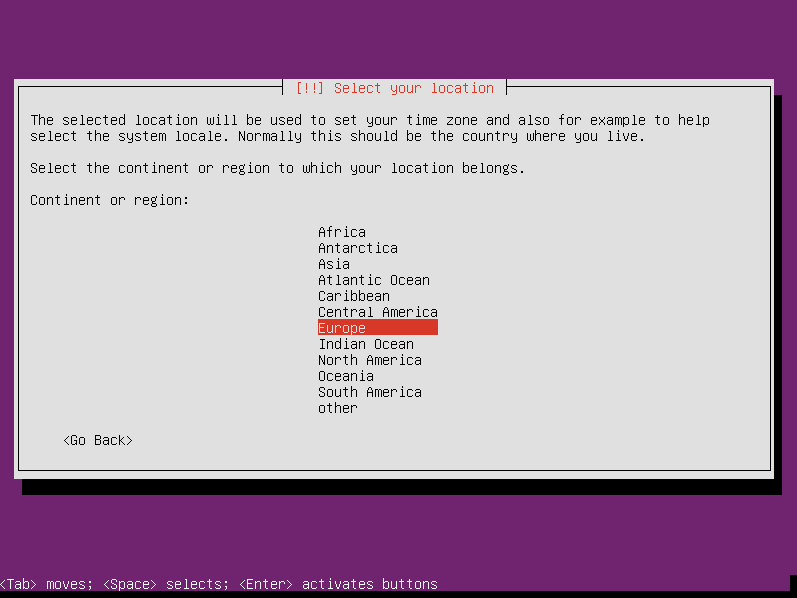 [!!] Select your location
The selected location will be used to set your time zone and also for example to help
select the system locale. Normally this should be the country where you live.
Select the continent or region to which your location belongs.
Continent or region:
Africa
Antarctica
Asia
Atlantic Ocean
Caribbean
Central America
Europe
Indian Ocean
North America
Oceania
South America
other
<Go Back>
<Tab> moves; <Space> selects; <Enter> activates buttons